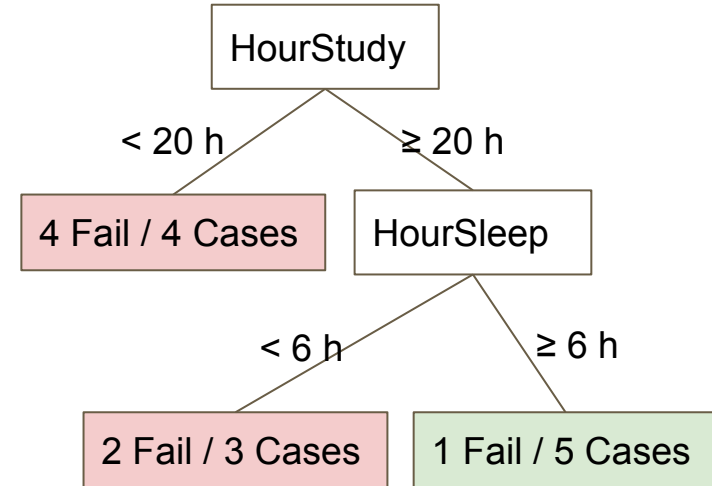 HourStudy
< 20 h
≥ 20 h
4 Fail / 4 Cases
HourSleep
< 6 h
≥ 6 h
2 Fail / 3 Cases
1 Fail / 5 Cases